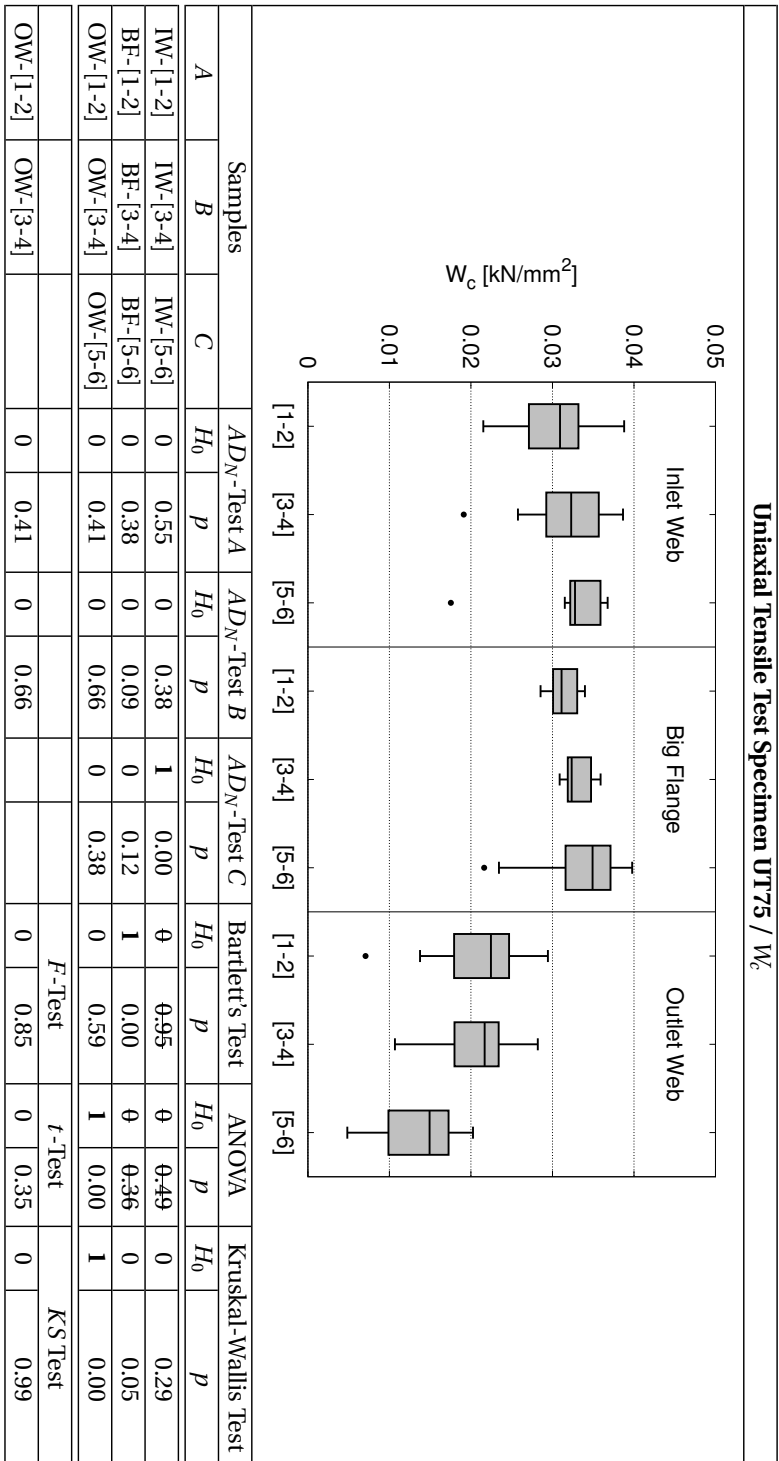 Uniaxial Tensile Test Specimen UT75 / Wc
Inlet Web Big Flange Outlet Web
Wc [kN/mm2]
0.05
0.04
0.03
0.02
0.01
0
[1-2] [3-4] [5-6] [1-2] [3-4] [5-6] [1-2] [3-4] [5-6]
Samples ADN-Test A ADN-Test B ADN-Test C Bartlett's Test ANOVA Kruskal-Wallis Test
A B C H0 p H0 p H0 p H0 p H0 p H0 p
IW-[1-2] IW-[3-4] IW-[5-6] 0 0.55 0 0.38 1 0.00 0 0.95 0 0.49 0 0.29
BF-[1-2] BF-[3-4] BF-[5-6] 0 0.38 0 0.09 0 0.12 1 0.00 0 0.36 0 0.05
OW-[1-2] OW-[3-4] OW-[5-6] 0 0.41 0 0.66 0 0.38 0 0.59 1 0.00 1 0.00
F-Test t-Test KS Test
OW-[1-2] OW-[3-4] 0 0.41 0 0.66 0 0.85 0 0.35 0 0.99